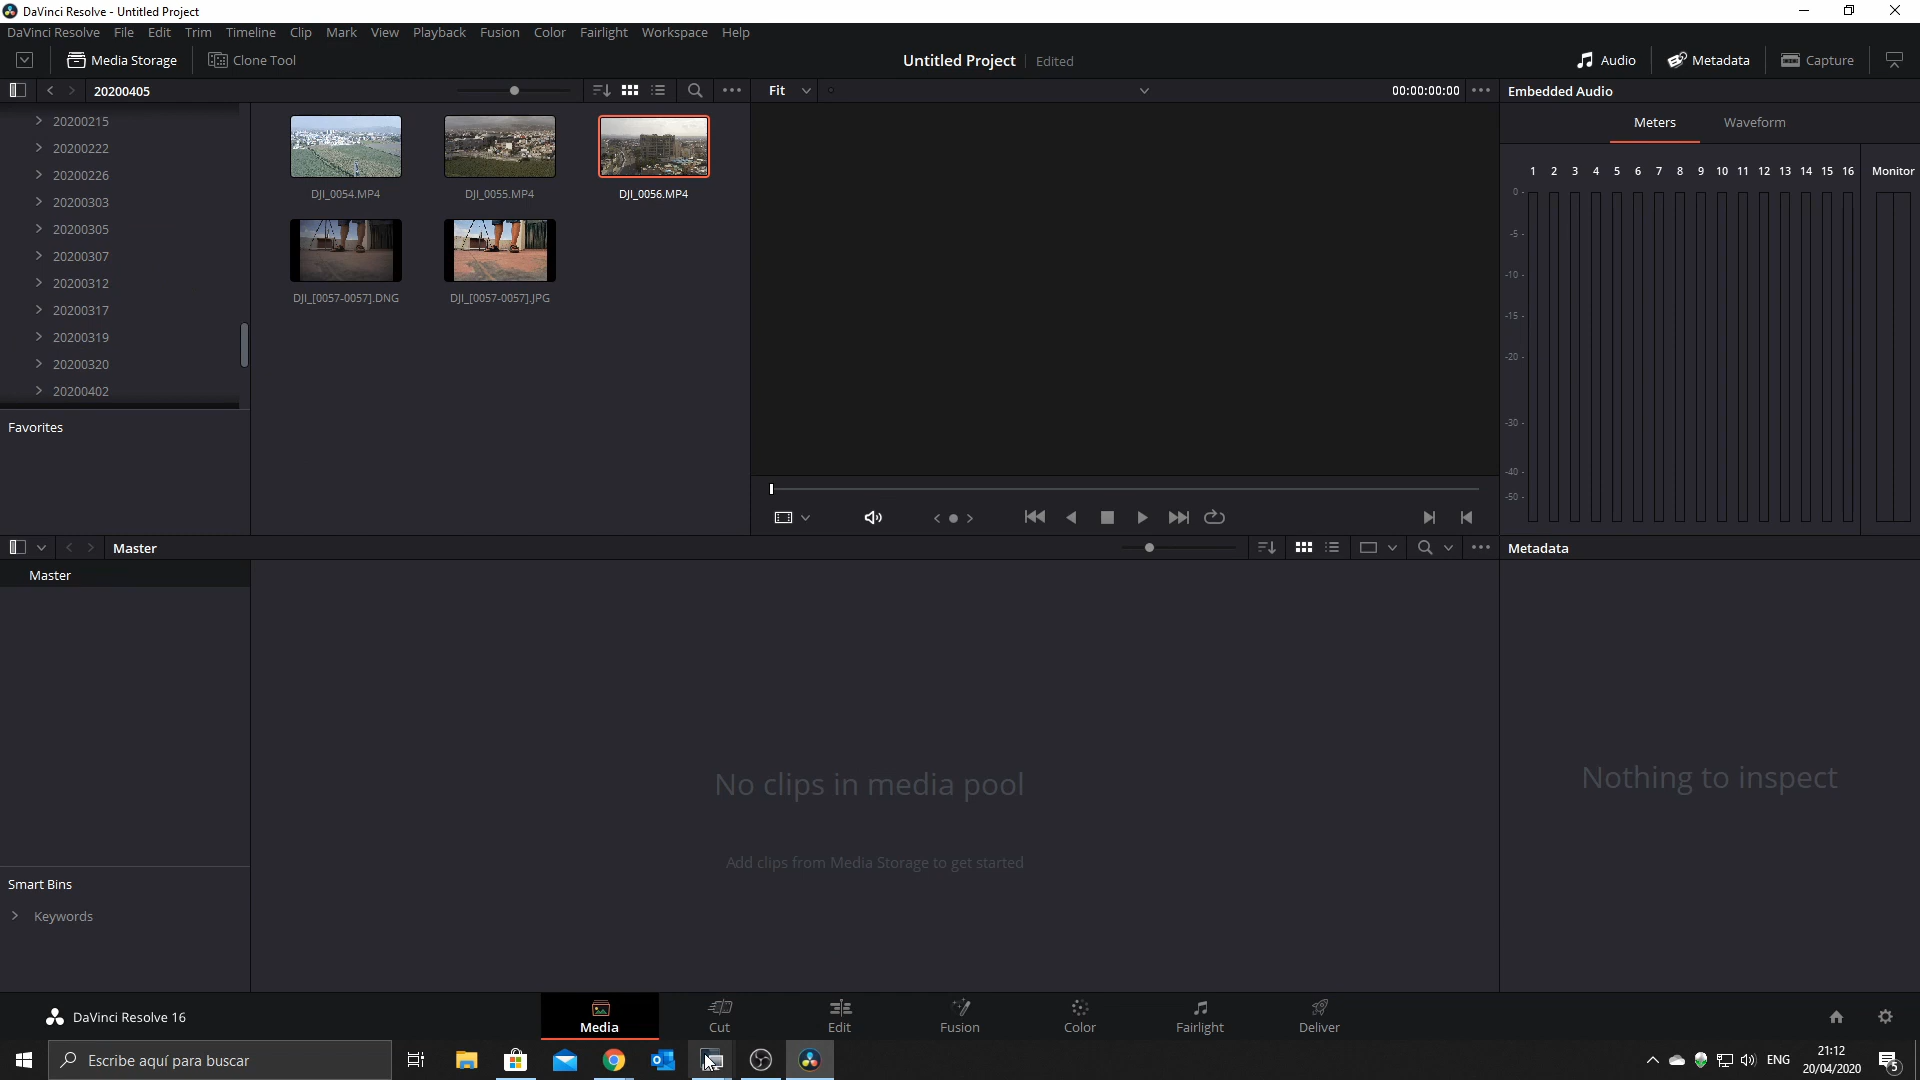 DaVinci Resolve - Untitled Project
DaVinci Resolve File Edit Trim Timeline Clip Mark View Playback Fusion Color Fairlight Workspace Help
Media Storage Clone Tool Untitled Project Edited Audio Metadata Capture
20200405 Fit 00:00:00:00 Embedded Audio
20200215
20200222
20200226
20200303
20200305
20200307
20200312
20200317
20200319
20200320
20200402
Favorites
DJI_0054.MP4 DJI_0055.MP4 DJI_0056.MP4
DJI_[0057-0057].DNG DJI_[0057-0057].JPG
Meters Waveform
1 2 3 4 5 6 7 8 9 10 11 12 13 14 15 16 Monitor
0 -
-5 -
-10 -
-15 -
-20 -
-30 -
-40 -
-50 -
Master Metadata
Master
No clips in media pool
Add clips from Media Storage to get started
Nothing to inspect
Smart Bins
Keywords
DaVinci Resolve 16
Media Cut Edit Fusion Color Fairlight Deliver
Escribe aquí para buscar
ENG
21:12
20/04/2020
5